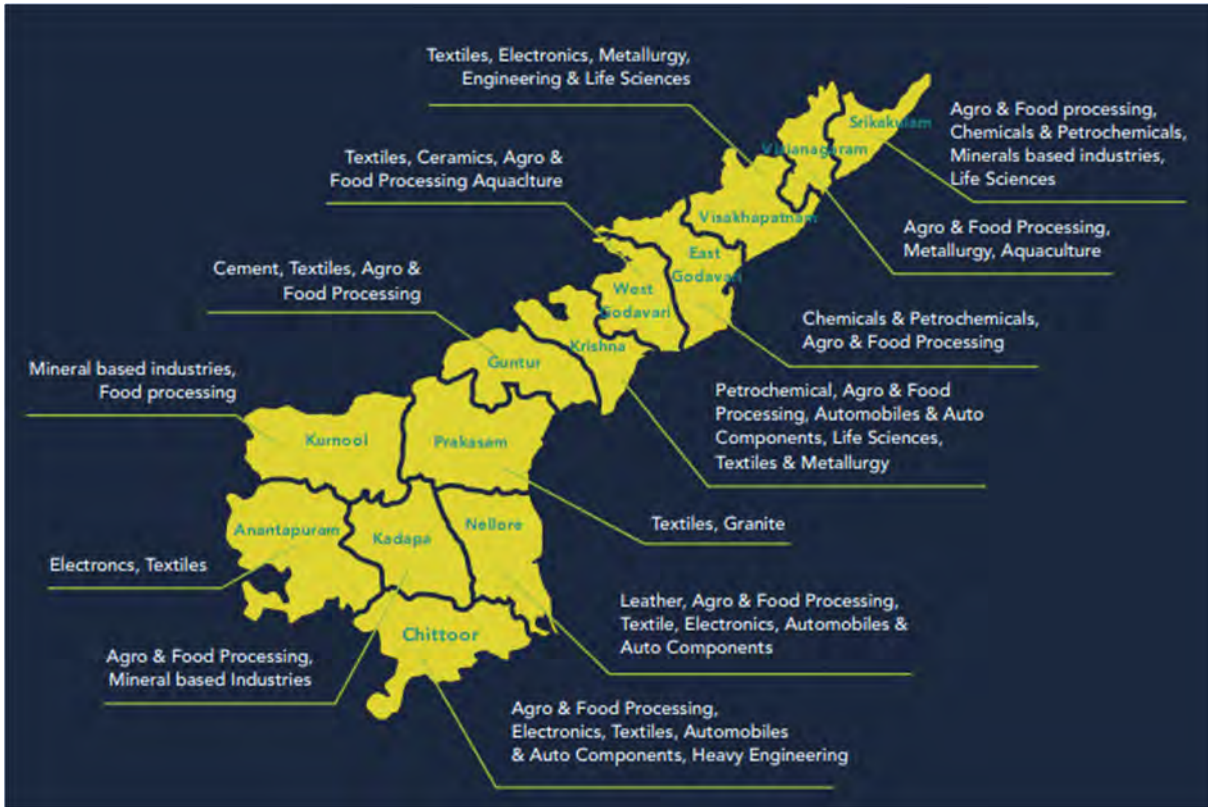 Textiles, Electronics, Metallurgy,
Engineering & Life Sciences
Srikakulam
Agro & Food processing,
Chemicals & Petrochemicals,
Minerals based industries,
Life Sciences
Vizianagaram
Textiles, Ceramics, Agro &
Food Processing Aquaclture
Visakhapatnam
Agro & Food Processing,
Metallurgy, Aquaculture
East
Godavari
Cement, Textiles, Agro &
Food Processing
West
Godavari
Chemicals & Petrochemicals,
Agro & Food Processing
Krishna
Guntur
Mineral based industries,
Food processing
Petrochemical, Agro & Food
Processing, Automobiles & Auto
Components, Life Sciences,
Textiles & Metallurgy
Kurnool
Prakasam
Textiles, Granite
Anantapuram
Kadapa
Nellore
Electroncs, Textiles
Leather, Agro & Food Processing,
Textile, Electronics, Automobiles &
Auto Components
Chittoor
Agro & Food Processing,
Mineral based Industries
Agro & Food Processing,
Electronics, Textiles, Automobiles
& Auto Components, Heavy Engineering